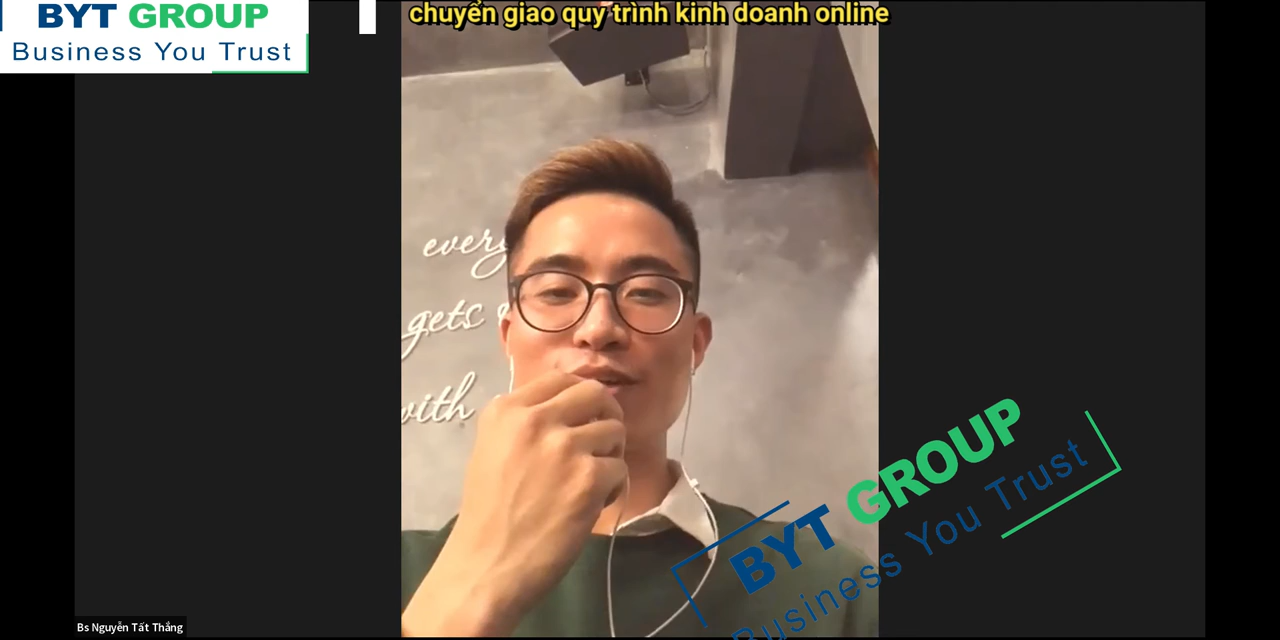 BYT GROUP
Business You Trust
chuyển giao quy trình kinh doanh online
every
gets
with
BYT GROUP
Business You Trust
Bs Nguyễn Tất Thắng